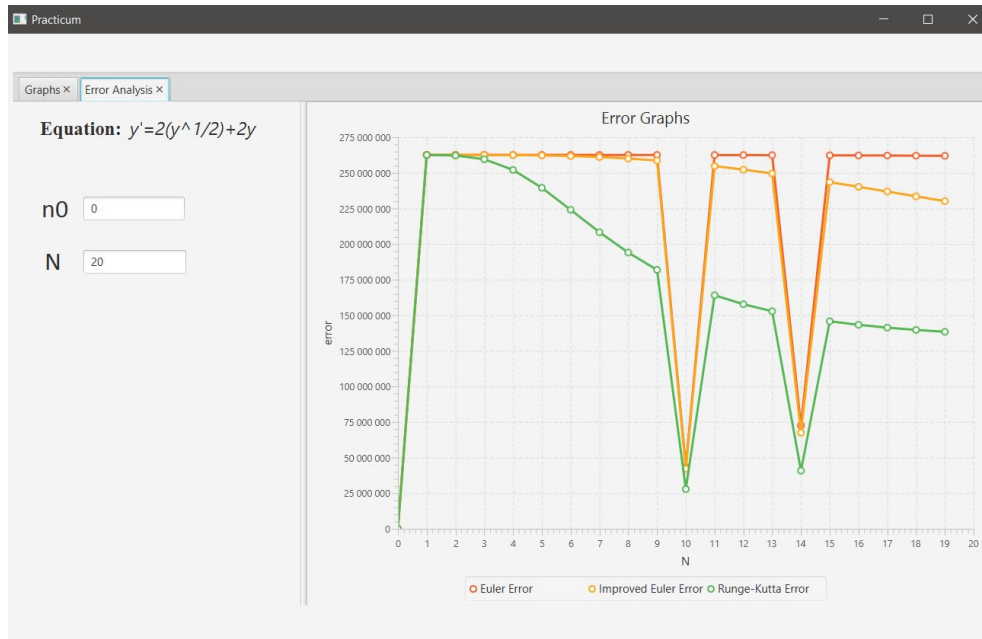 Practicum
Graphs ×
Error Analysis ×
Equation: y'=2(y^1/2)+2y
n0
0
N
20
Error Graphs
275 000 000
250 000 000
225 000 000
200 000 000
175 000 000
150 000 000
125 000 000
100 000 000
75 000 000
50 000 000
25 000 000
0
error
0 1 2 3 4 5 6 7 8 9 10 11 12 13 14 15 16 17 18 19 20
N
Euler Error Improved Euler Error Runge-Kutta Error